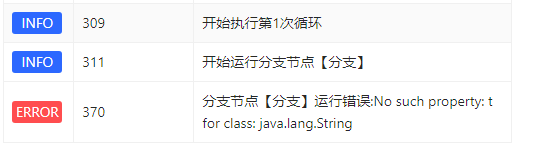 INFO 309 开始执行第1次循环
INFO 311 开始运行分支节点【分支】
ERROR 370 分支节点【分支】运行错误:No such property: t
for class: java.lang.String